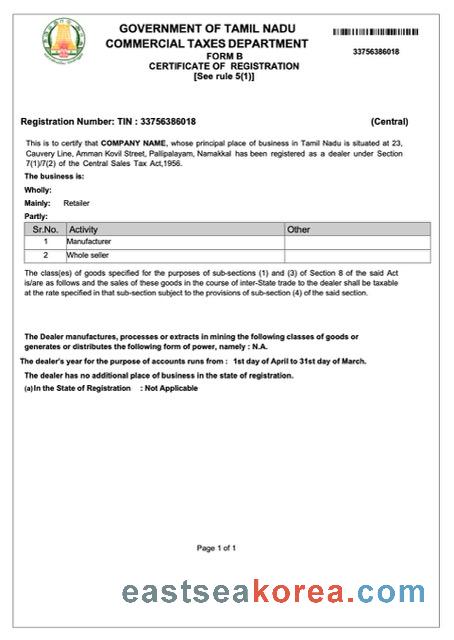 GOVERNMENT OF TAMIL NADU
COMMERCIAL TAXES DEPARTMENT
FORM B
CERTIFICATE OF REGISTRATION
[See rule 5(1)]
33756386018
Registration Number: TIN : 33756386018 (Central)
This is to certify that COMPANY NAME, whose principal place of business in Tamil Nadu is situated at 23,
Cauvery Line, Amman Kovil Street, Pallipalayam, Namakkal has been registered as a dealer under Section
7(1)/7(2) of the Central Sales Tax Act,1956.
The business is:
Wholly:
Mainly: Retailer
Partly:
Sr.No. Activity Other
1 Manufacturer
2 Whole seller
The class(es) of goods specified for the purposes of sub-sections (1) and (3) of Section 8 of the said Act
is/are as follows and the sales of these goods in the course of inter-State trade to the dealer shall be taxable
at the rate specified in that sub-section subject to the provisions of sub-section (4) of the said section.
The Dealer manufactures, processes or extracts in mining the following classes of goods or
generates or distributes the following form of power, namely : N.A.
The dealer's year for the purpose of accounts runs from : 1st day of April to 31st day of March.
The dealer has no additional place of business in the state of registration.
(a) In the State of Registration : Not Applicable
Page 1 of 1
eastseakorea.com